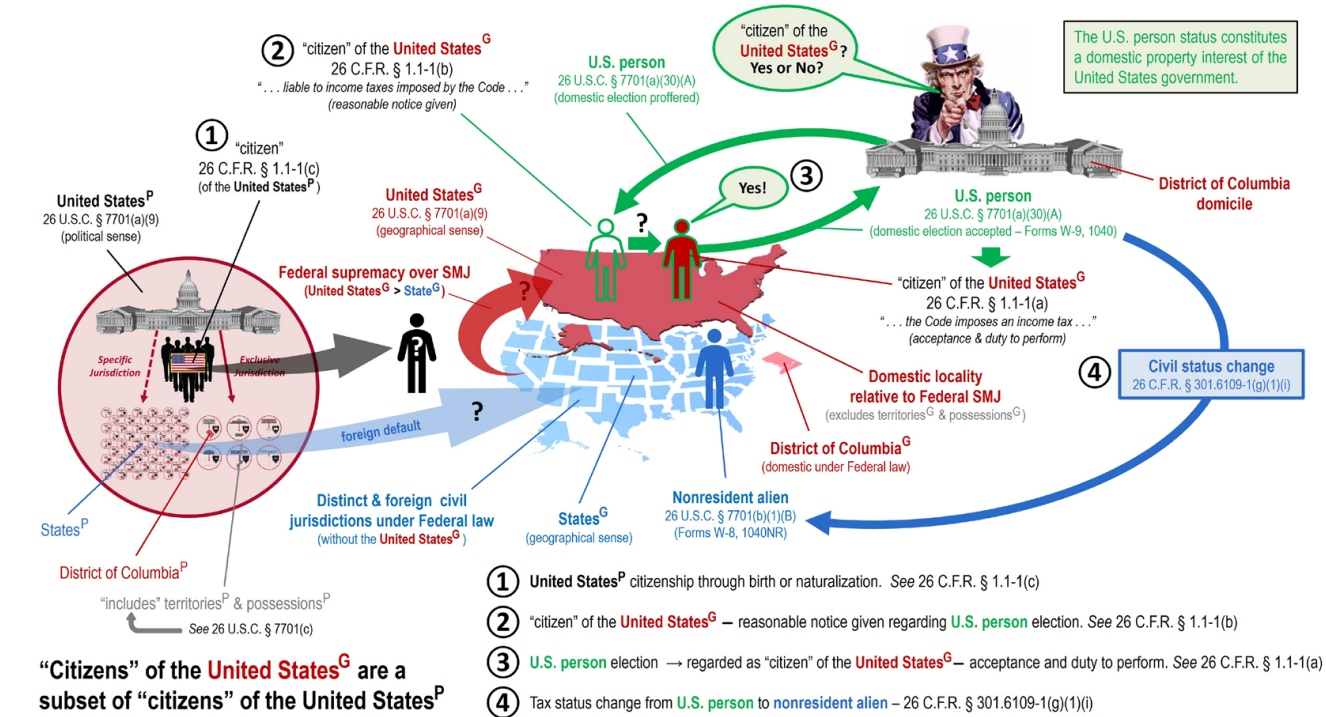 ②
“citizen” of the United StatesG
26 C.F.R. § 1.1-1(b)
“ . . . liable to income taxes imposed by the Code . . .”
(reasonable notice given)
U.S. person
26 U.S.C. § 7701(a)(30)(A)
(domestic election proffered)
“citizen” of the
United StatesG ?
Yes or No?
The U.S. person status constitutes
a domestic property interest of the
United States government.
①
“citizen”
26 C.F.R. § 1.1-1(c)
(of the United StatesP)
United StatesP
26 U.S.C. § 7701(a)(9)
(political sense)
United StatesG
26 U.S.C. § 7701(a)(9)
(geographical sense)
?
Yes!
③
District of Columbia
domicile
U.S. person
26 U.S.C. § 7701(a)(30)(A)
(domestic election accepted – Forms W-9, 1040)
Federal supremacy over SMJ
(United StatesG > StateG)
?
?
“citizen” of the United StatesG
26 C.F.R. § 1.1-1(a)
“ . . . the Code imposes an income tax . . .”
(acceptance & duty to perform)
Specific
Jurisdiction
Exclusive
Jurisdiction
④
Civil status change
26 C.F.R. § 301.6109-1(g)(1)(i)
Domestic locality
relative to Federal SMJ
(excludes territoriesG & possessionsG)
foreign default
?
District of ColumbiaG
(domestic under Federal law)
StatesP
Distinct & foreign civil
jurisdictions under Federal law
(without the United StatesG)
StatesG
(geographical sense)
Nonresident alien
26 U.S.C. § 7701(b)(1)(B)
(Forms W-8, 1040NR)
District of ColumbiaP
“includes” territoriesP & possessionsP
See 26 U.S.C. § 7701(c)
“Citizens” of the United StatesG are a
subset of “citizens” of the United StatesP
① United StatesP citizenship through birth or naturalization. See 26 C.F.R. § 1.1-1(c)
② “citizen” of the United StatesG – reasonable notice given regarding U.S. person election. See 26 C.F.R. § 1.1-1(b)
③ U.S. person election → regarded as “citizen” of the United StatesG – acceptance and duty to perform. See 26 C.F.R. § 1.1-1(a)
④ Tax status change from U.S. person to nonresident alien – 26 C.F.R. § 301.6109-1(g)(1)(i)